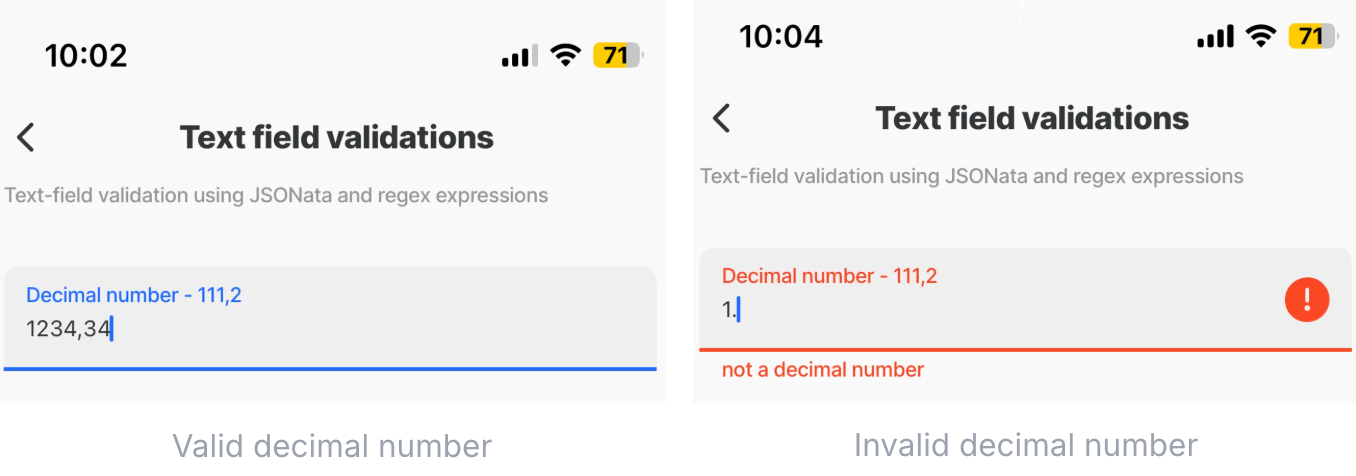 10:02
71
Text field validations
Text-field validation using JSONata and regex expressions
Decimal number - 111,2
1234,34
Valid decimal number
10:04
71
Text field validations
Text-field validation using JSONata and regex expressions
Decimal number - 111,2
1.
!
not a decimal number
Invalid decimal number